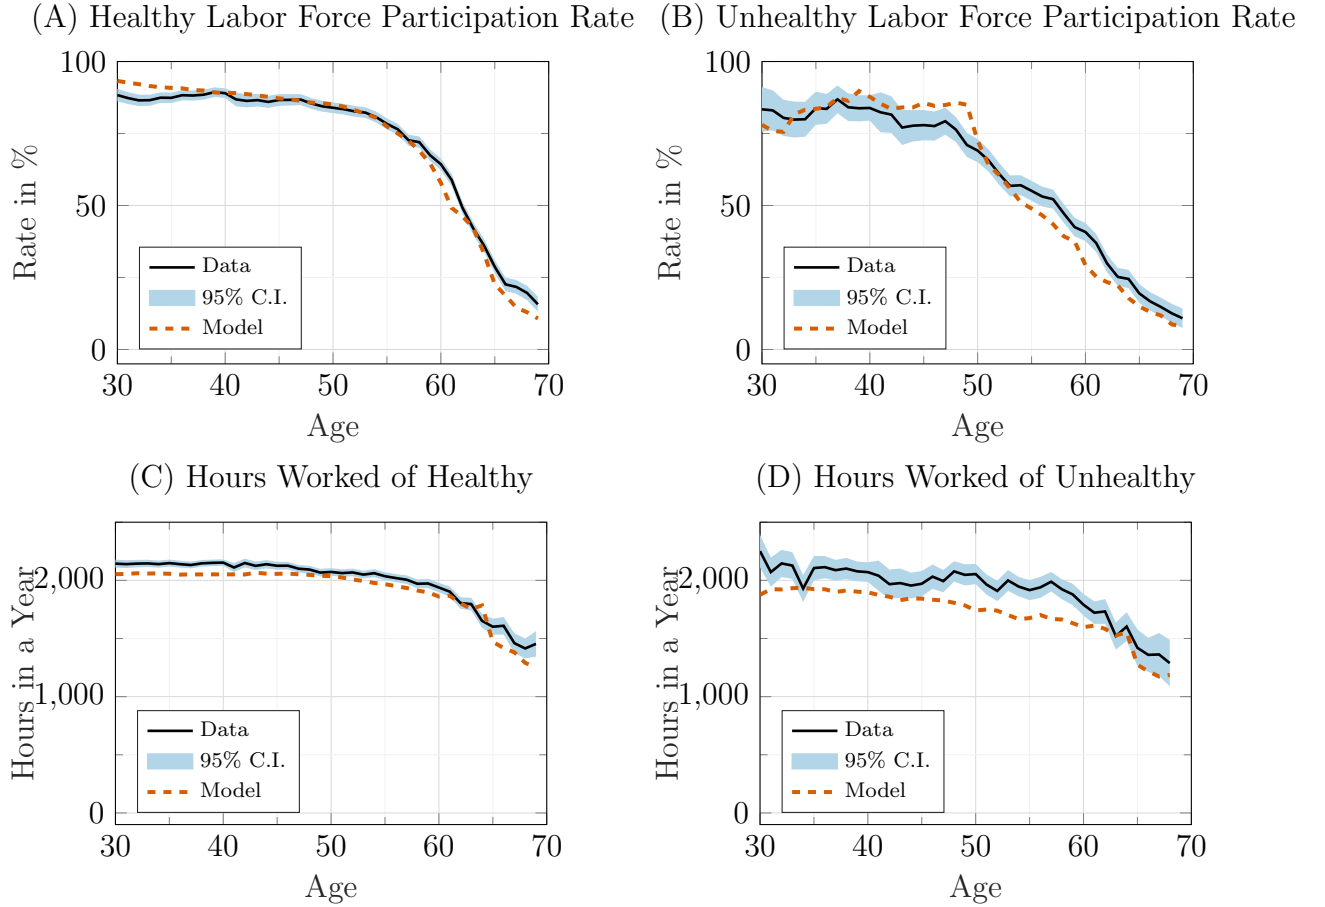 (A) Healthy Labor Force Participation Rate
100
50
0
Rate in %
Data
95% C.I.
Model
30 40 50 60 70
Age
(B) Unhealthy Labor Force Participation Rate
100
50
0
Rate in %
Data
95% C.I.
Model
30 40 50 60 70
Age
(C) Hours Worked of Healthy
2,000
1,000
0
Hours in a Year
Data
95% C.I.
Model
30 40 50 60 70
Age
(D) Hours Worked of Unhealthy
2,000
1,000
0
Hours in a Year
Data
95% C.I.
Model
30 40 50 60 70
Age